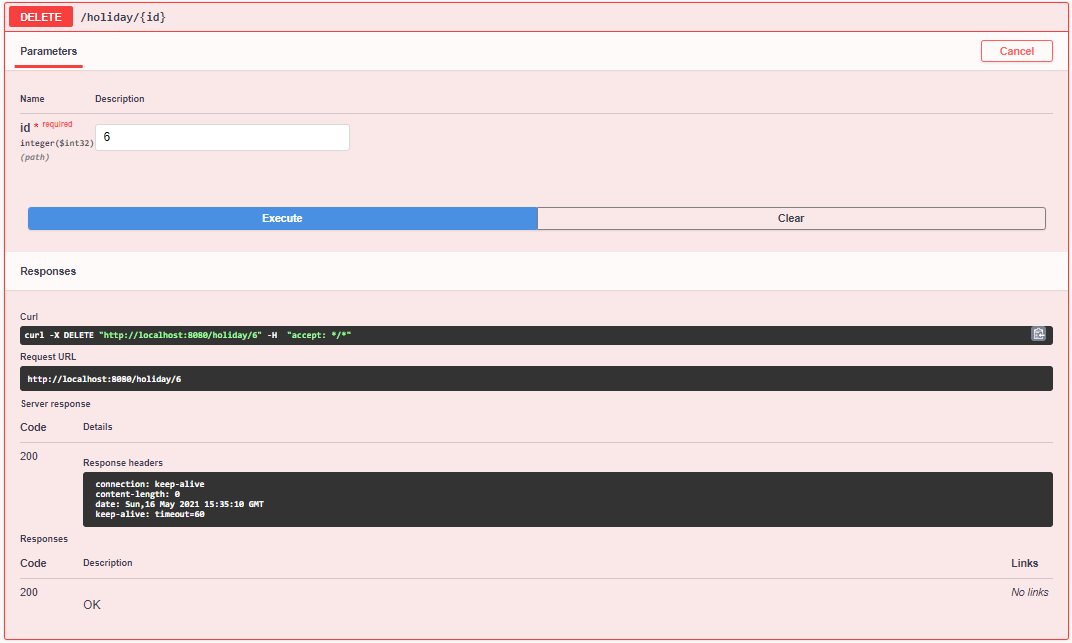 DELETE /holiday/{id}
Parameters Cancel
Name Description
id * required
integer($int32)
(path)
6
Execute Clear
Responses
Curl
curl -X DELETE "http://localhost:8080/holiday/6" -H "accept: */*"
Request URL
http://localhost:8080/holiday/6
Server response
Code Details
200
Response headers
connection: keep-alive
content-length: 0
date: Sun,16 May 2021 15:35:10 GMT
keep-alive: timeout=60
Responses
Code Description Links
200 No links
OK